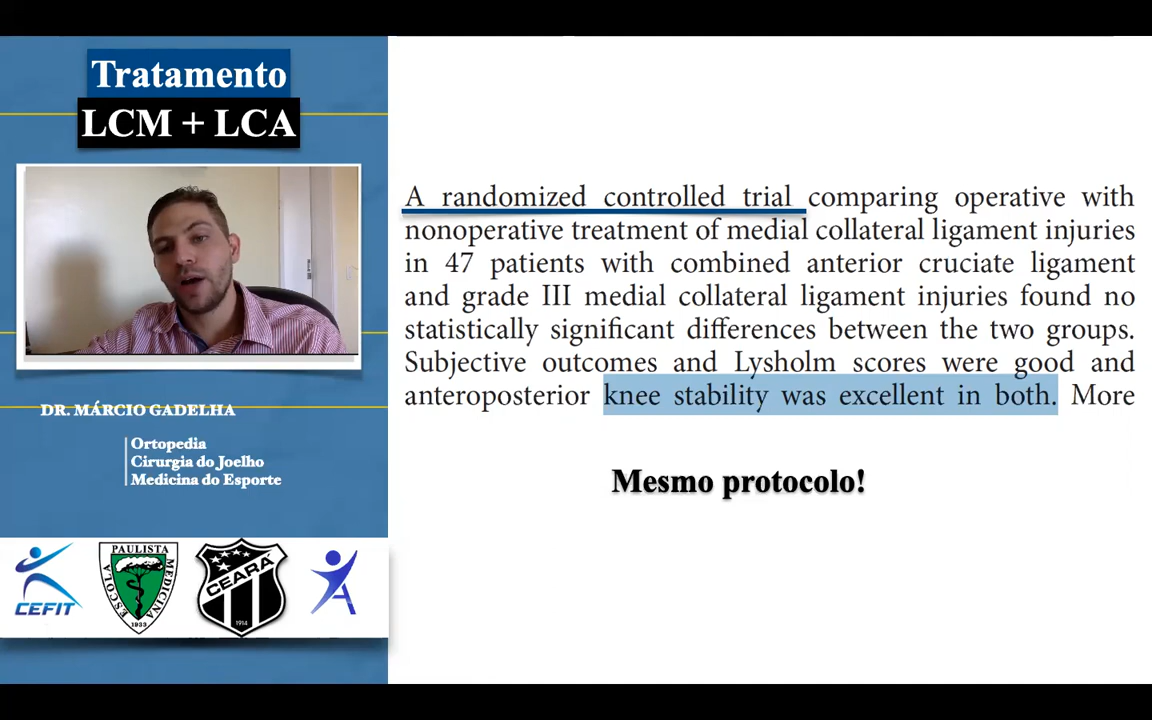 Tratamento
LCM + LCA
DR. MÁRCIO GADELHA
Ortopedia
Cirurgia do Joelho
Medicina do Esporte
CEFIT
ESCOLA PAULISTA MEDICINA
1933
CEARÁ
1914
A randomized controlled trial comparing operative with
nonoperative treatment of medial collateral ligament injuries
in 47 patients with combined anterior cruciate ligament
and grade III medial collateral ligament injuries found no
statistically significant differences between the two groups.
Subjective outcomes and Lysholm scores were good and
anteroposterior knee stability was excellent in both. More
Mesmo protocolo!